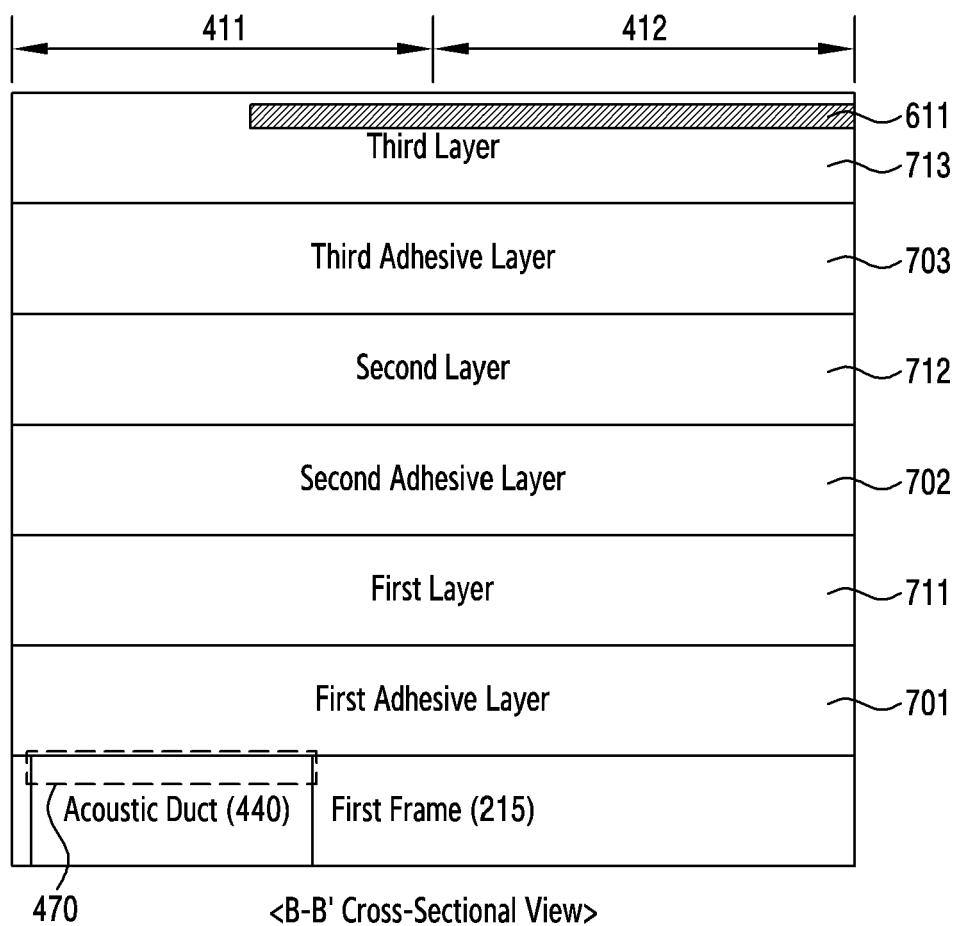 411
412
611
Third Layer
713
Third Adhesive Layer
703
Second Layer
712
Second Adhesive Layer
702
First Layer
711
First Adhesive Layer
701
Acoustic Duct (440)
First Frame (215)
470
<B-B' Cross-Sectional View>